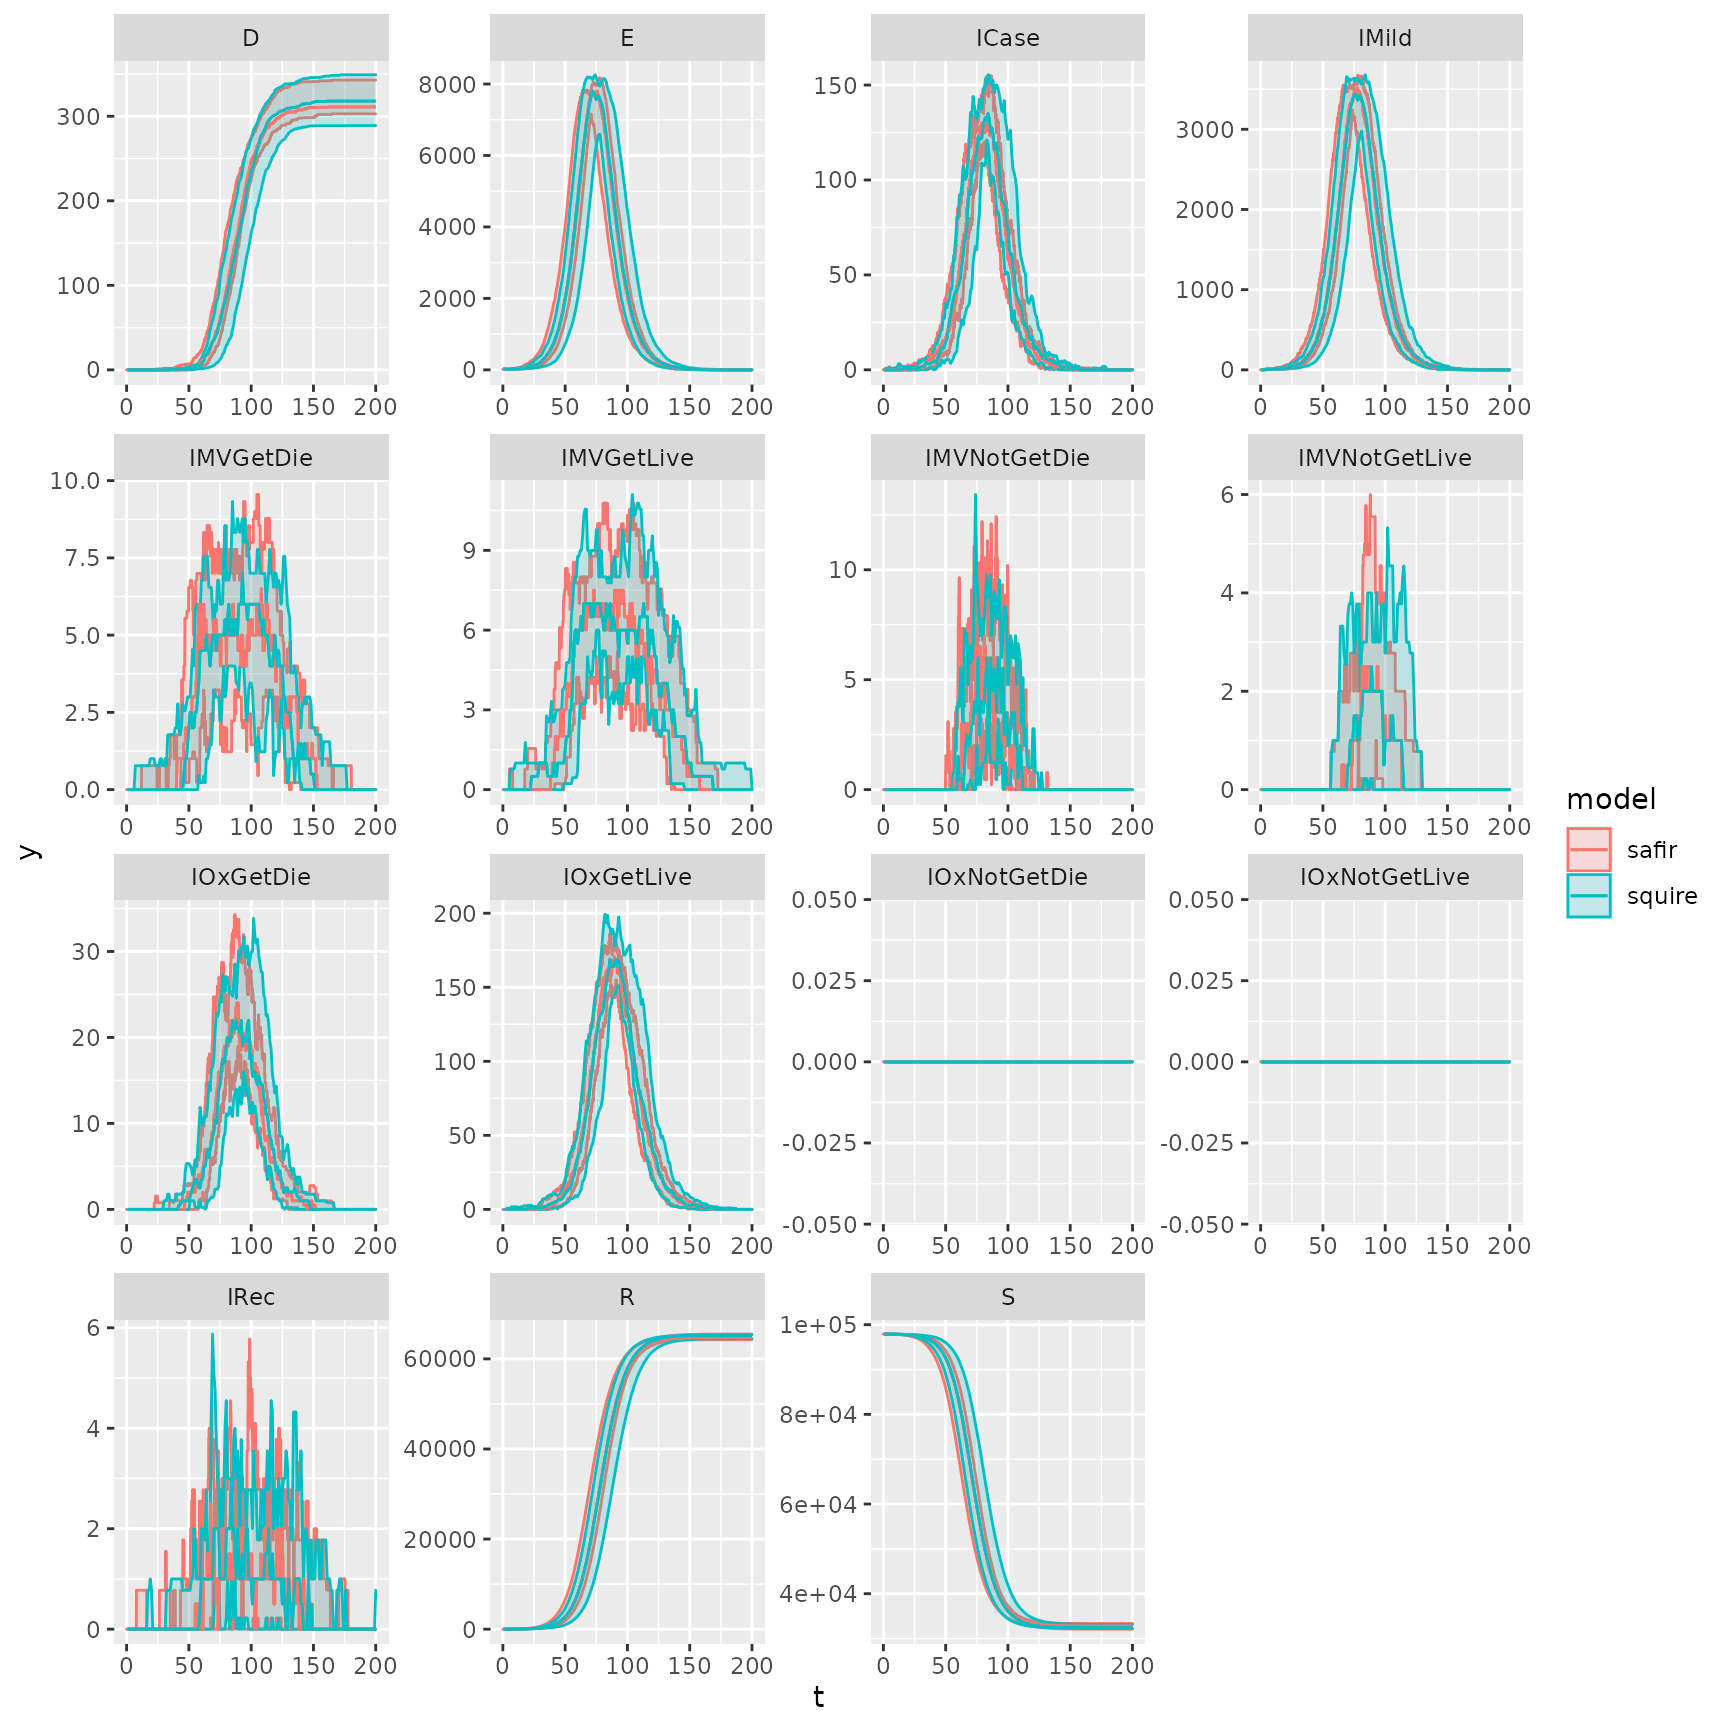 D E ICase IMild
8000 150
300 3000
6000
100
200 2000
4000
100 50 1000
2000
0 0 0 0
0 50 100 150 200 0 50 100 150 200 0 50 100 150 200 0 50 100 150 200
IMVGetDie IMVGetLive IMVNotGetDie IMVNotGetLive
10.0 6
7.5 9 10
4
5.0 6
5 2
2.5 3
0.0 0 0 0
0 50 100 150 200 0 50 100 150 200 0 50 100 150 200 0 50 100 150 200
model
safir
squire
y
IOxGetDie IOxGetLive IOxNotGetDie IOxNotGetLive
200 0.050 0.050
30
150 0.025 0.025
20
100 0.000 0.000
10
50 -0.025 -0.025
0 0 -0.050 -0.050
0 50 100 150 200 0 50 100 150 200 0 50 100 150 200 0 50 100 150 200
IRec R S
6 1e+05
60000
4 8e+04
40000
2 6e+04
20000
4e+04
0 0
0 50 100 150 200 0 50 100 150 200 0 50 100 150 200
t